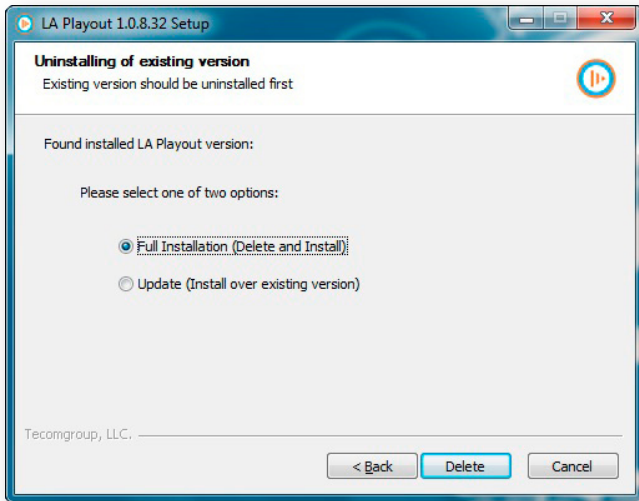 LA Playout 1.0.8.32 Setup
Uninstalling of existing version
Existing version should be uninstalled first
Found installed LA Playout version:
Please select one of two options:
Full Installation (Delete and Install)
Update (Install over existing version)
Tecomgroup, LLC.
< Back Delete Cancel